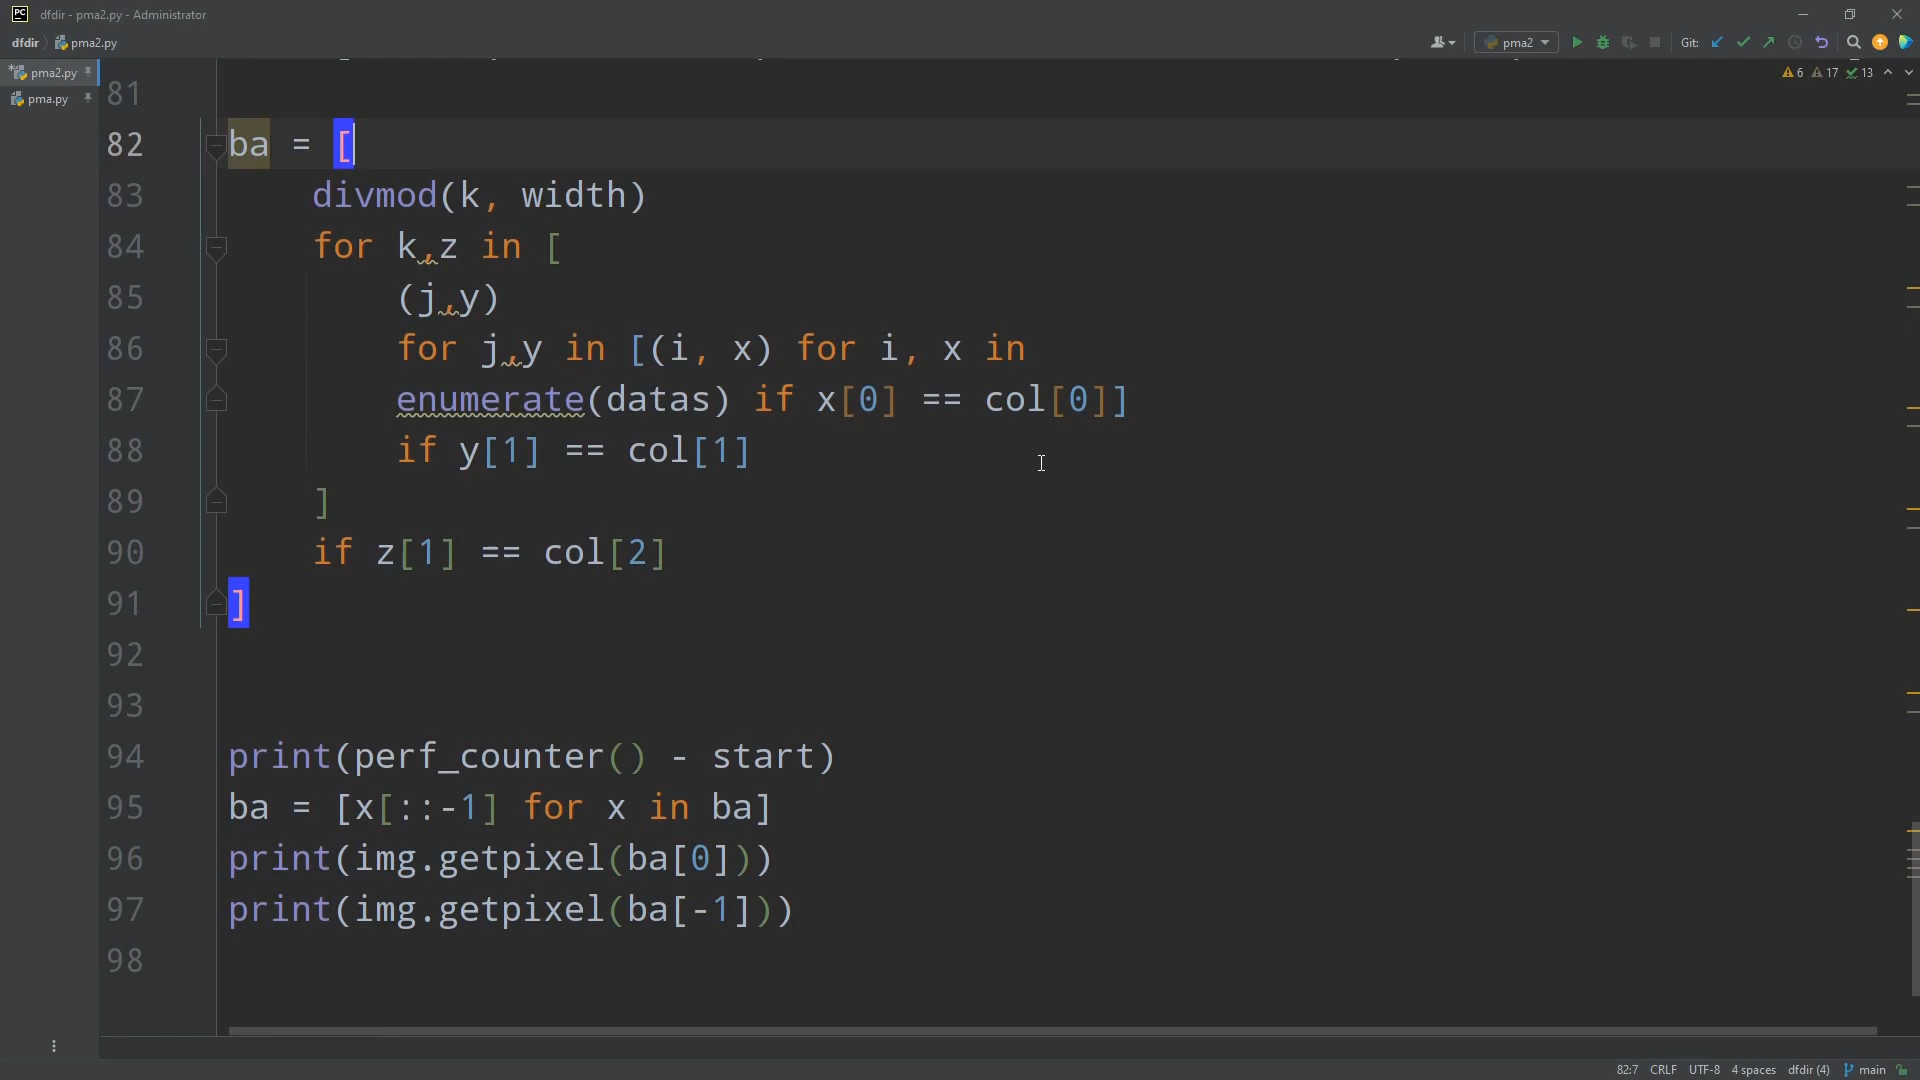 PC dfdir - pma2.py - Administrator
dfdir pma2.py
pma2 Git:
pma2.py
pma.py
6 17 13
81
82 ba = [
83 divmod(k, width)
84 for k,z in [
85 (j,y)
86 for j,y in [(i, x) for i, x in
87 enumerate(datas) if x[0] == col[0]]
88 if y[1] == col[1]
89 ]
90 if z[1] == col[2]
91 ]
92
93
94 print(perf_counter() - start)
95 ba = [x[::-1] for x in ba]
96 print(img.getpixel(ba[0]))
97 print(img.getpixel(ba[-1]))
98
82:7 CRLF UTF-8 4 spaces dfdir (4) main